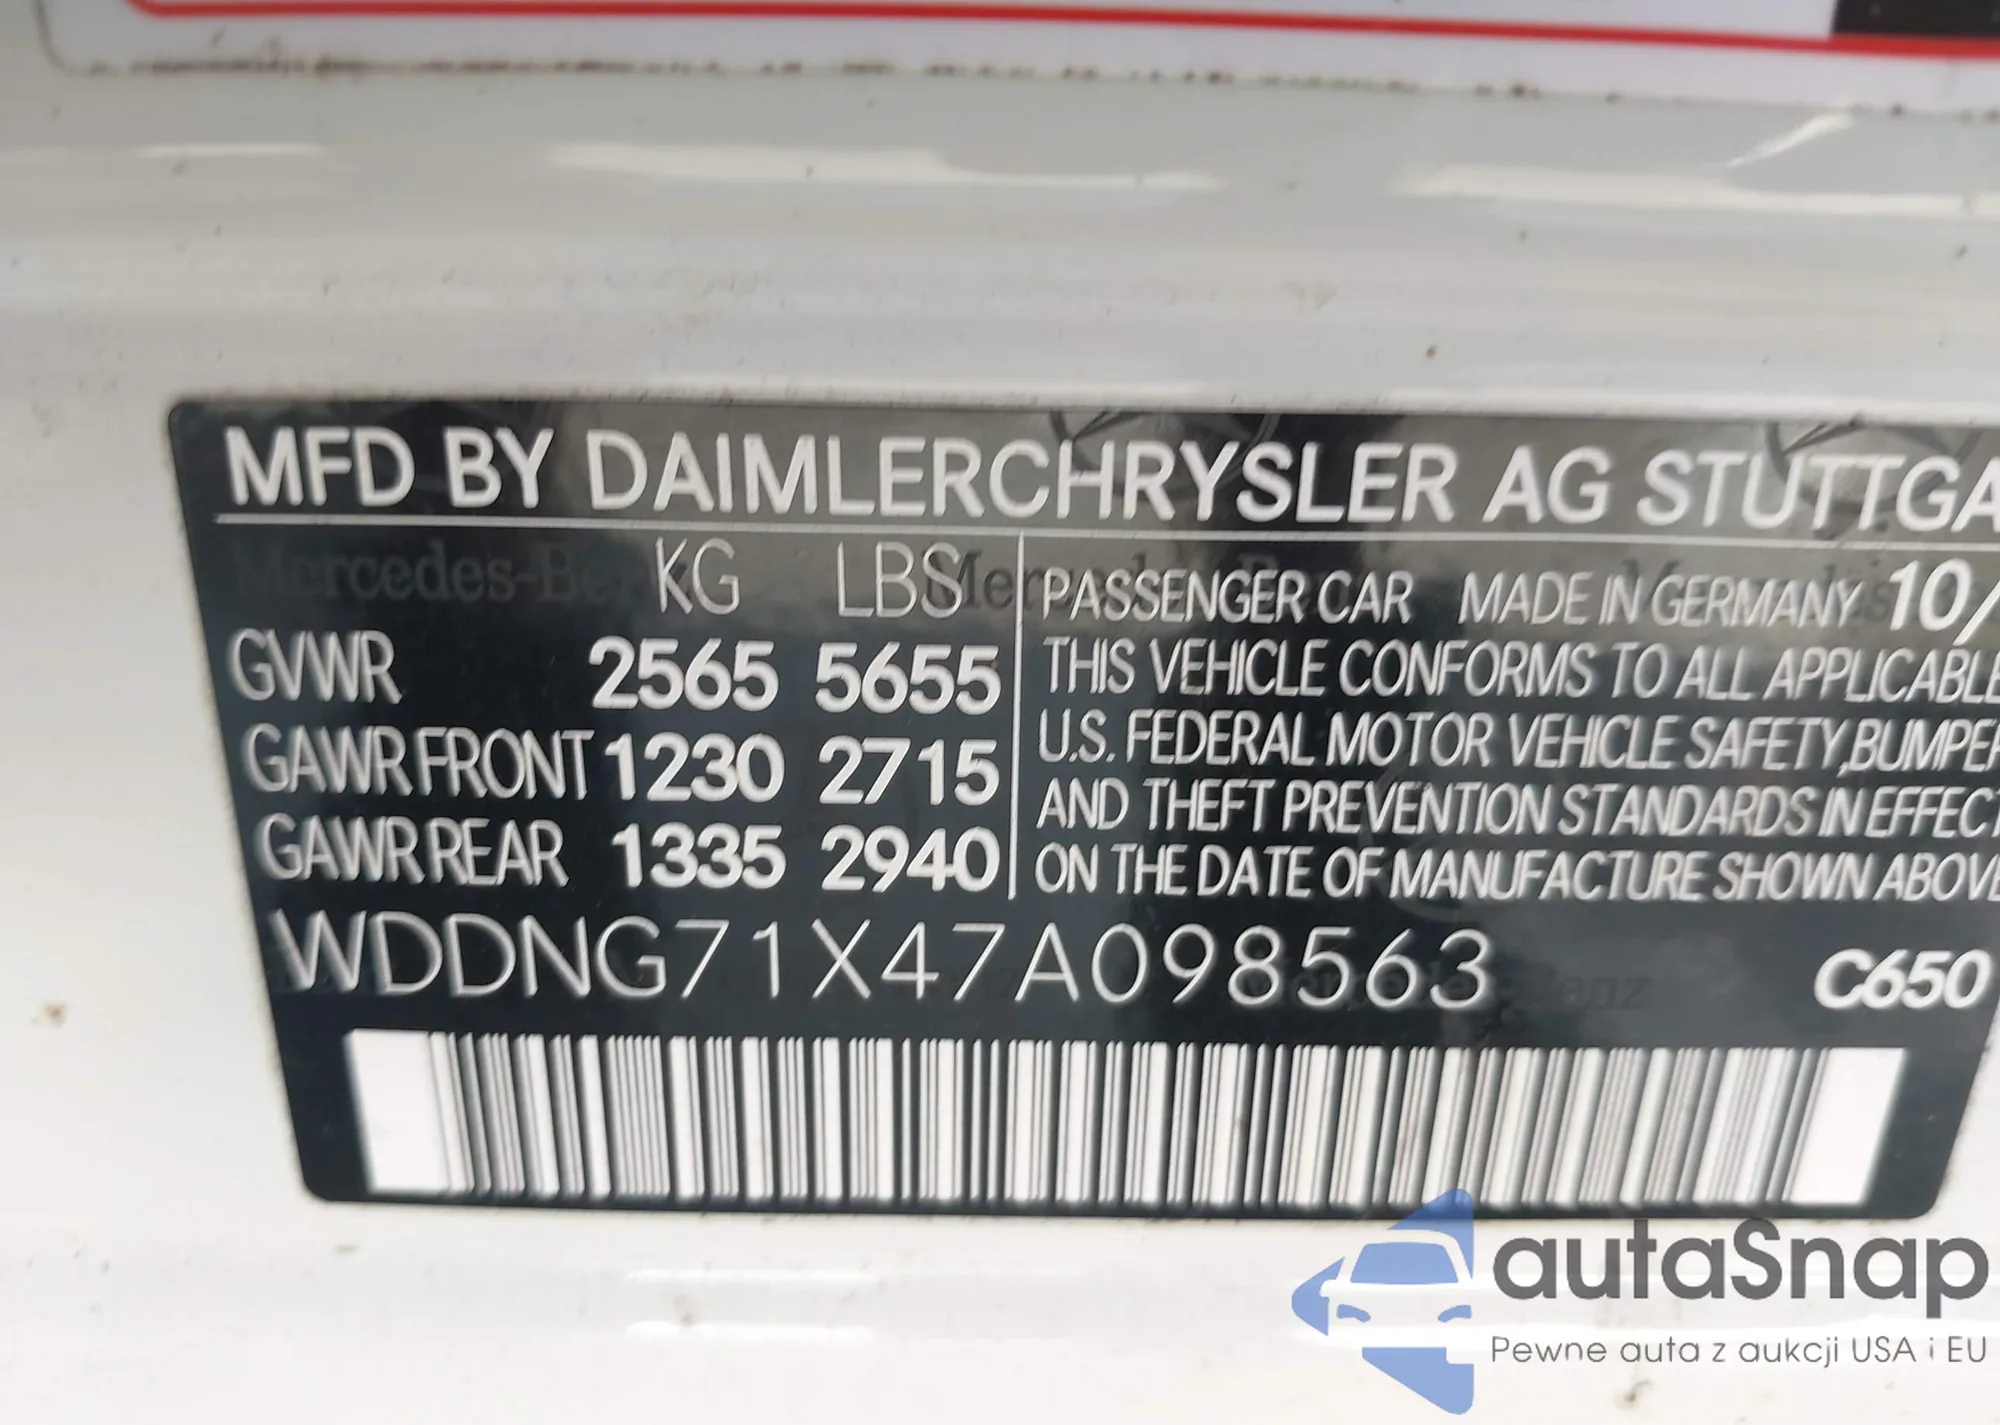 MFD BY DAIMLERCHRYSLER AG STUTTGA
Mercedes-Benz
KG LBS
GVWR 2565 5655
GAWR FRONT 1230 2715
GAWR REAR 1335 2940
PASSENGER CAR MADE IN GERMANY 10/
THIS VEHICLE CONFORMS TO ALL APPLICABLE
U.S. FEDERAL MOTOR VEHICLE SAFETY, BUMPER
AND THEFT PREVENTION STANDARDS IN EFFECT
ON THE DATE OF MANUFACTURE SHOWN ABOVE
WDDNG71X47A098563
C650
autaSnap
Pewne auta z aukcji USA i EU